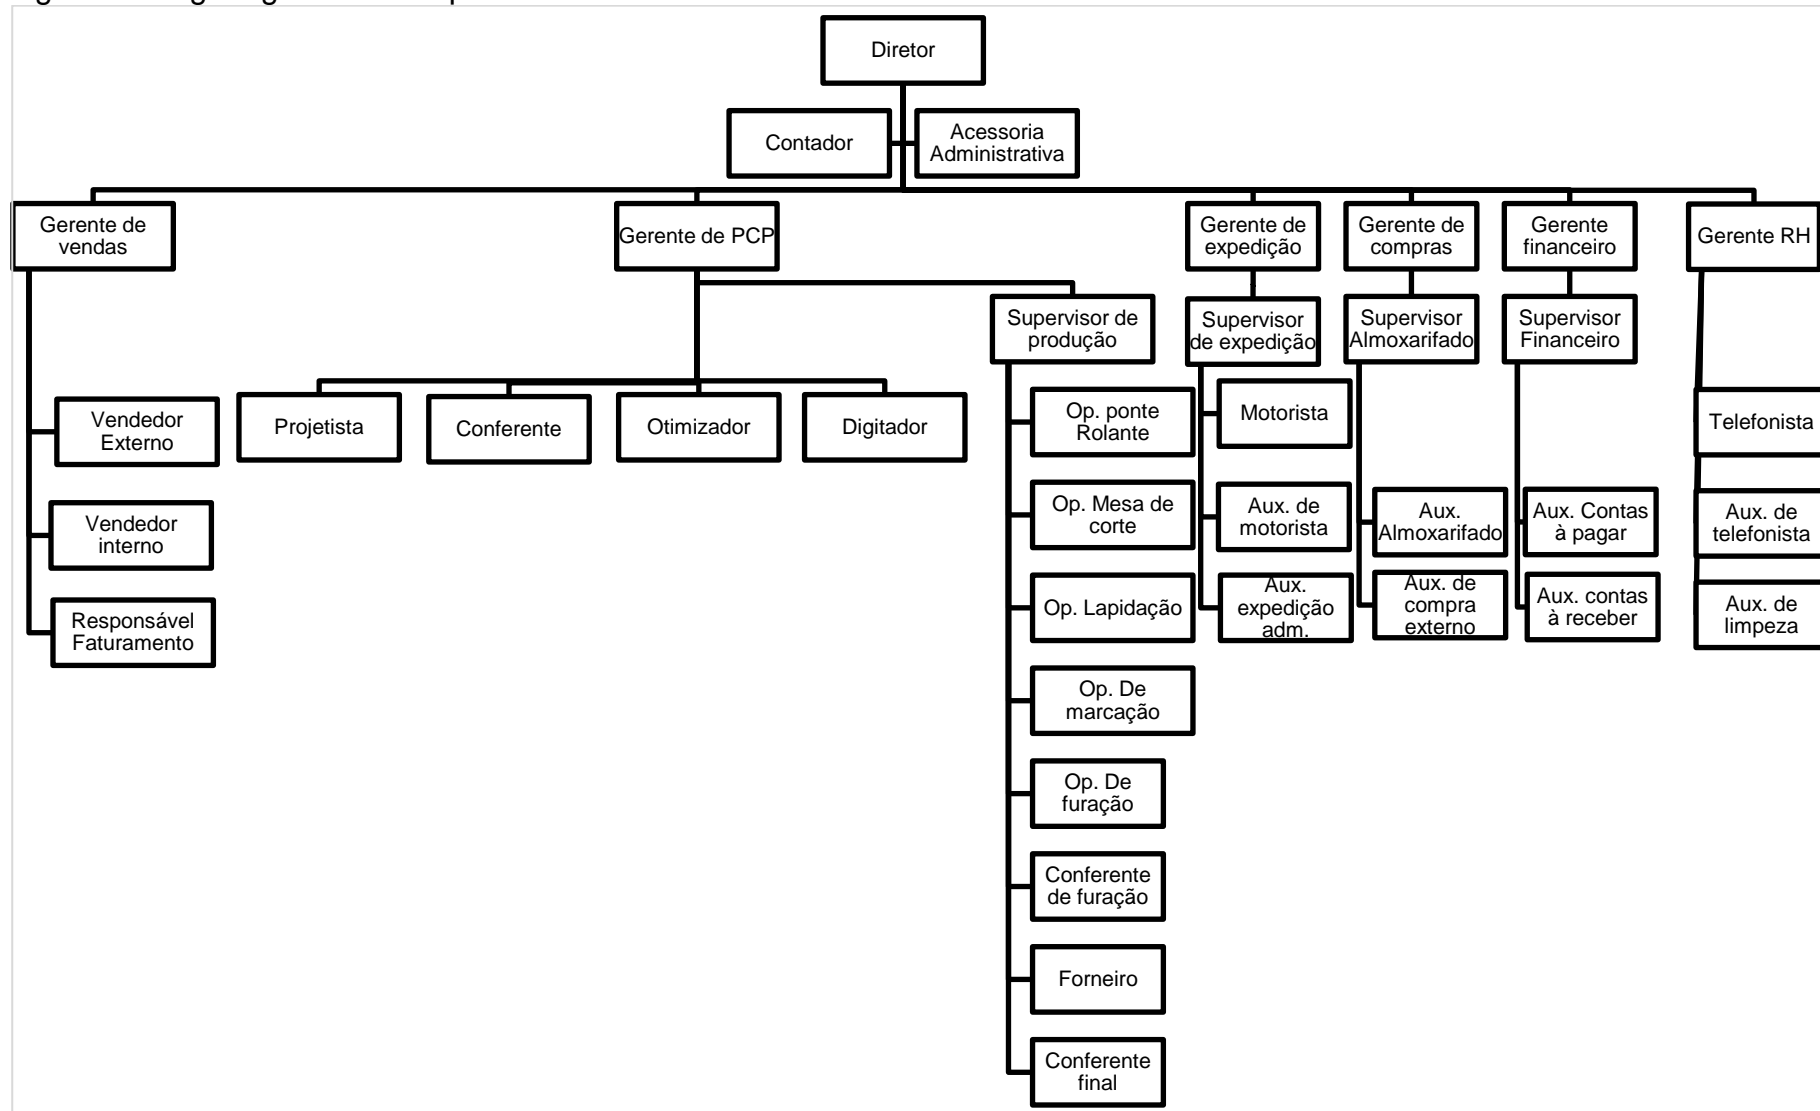 Diretor
Contador
Acessoria
Administrativa
Gerente de
vendas
Gerente de PCP
Gerente de
expedição
Gerente de
compras
Gerente
financeiro
Gerente RH
Supervisor de
produção
Supervisor
de expedição
Supervisor
Almoxarifado
Supervisor
Financeiro
Vendedor
Externo
Vendedor
interno
Responsável
Faturamento
Projetista
Conferente
Otimizador
Digitador
Op. ponte
Rolante
Op. Mesa de
corte
Op. Lapidação
Op. De
marcação
Op. De
furação
Conferente
de furação
Forneiro
Conferente
final
Motorista
Aux. de
motorista
Aux.
expedição
adm.
Aux.
Almoxarifado
Aux. de
compra
externo
Aux. Contas
à pagar
Aux. contas
à receber
Telefonista
Aux. de
telefonista
Aux. de
limpeza